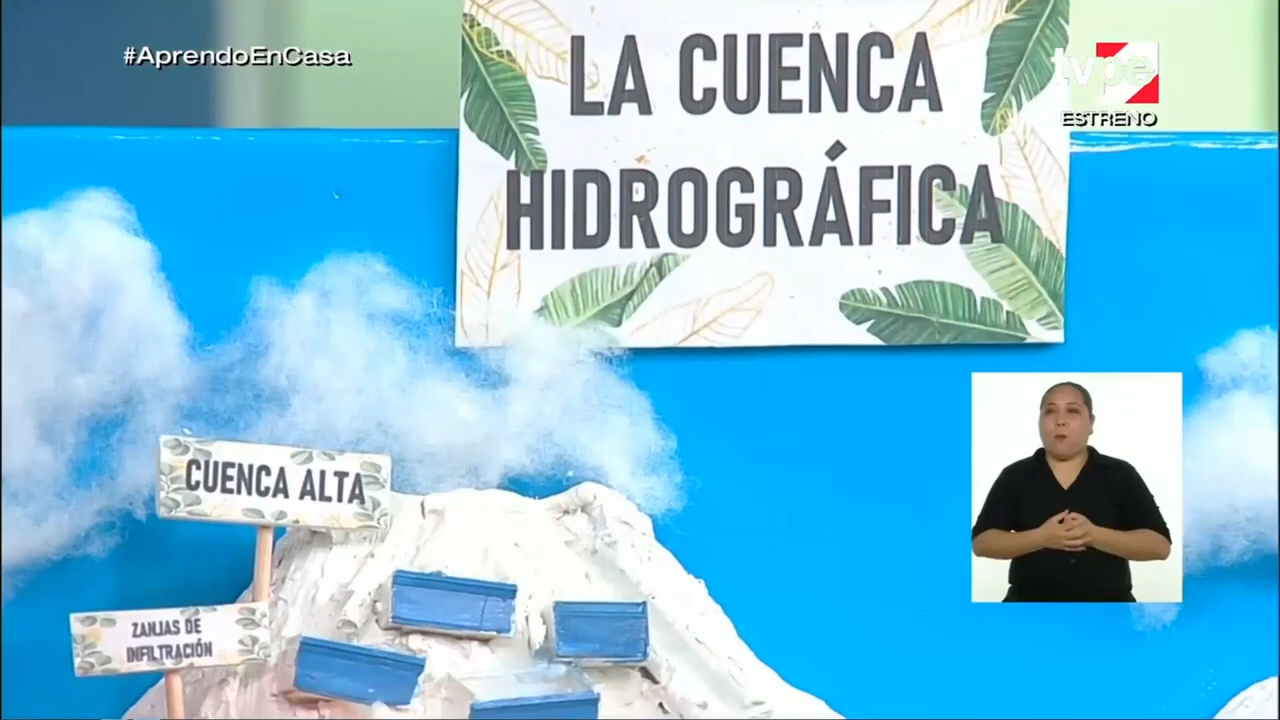 #AprendoEnCasa
tvpe
ESTRENO
LA CUENCA
HIDROGRÁFICA
CUENCA ALTA
ZANJAS DE
INFILTRACIÓN